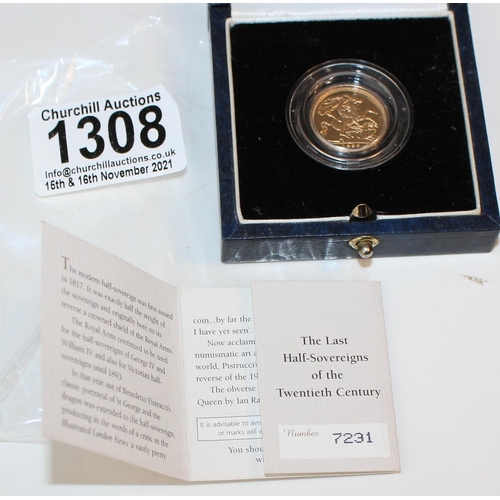 Churchill Auctions
1308
Info@churchillauctions.co.uk
15th & 16th November 2021
The modern half-sovereign was first issued
in 1817. It was exactly half the weight of
the sovereign and originally bore on its
reverse a crowned shield of the Royal Arms.
The Royal Arms continued to be used
for the half-sovereigns of George IV and
William IV and also for Victorian half-
sovereigns until 1893.
In that year use of Benedetto Pistrucci's
classic portrayal of St George and the
dragon was extended to the half-sovereign,
producing in the words of a critic in the
Illustrated London News 'a vastly pretty
coin...by far the
I have yet seen'.
Now acclaim
numismatic art a
world, Pistrucci
reverse of the 19
The obverse
Queen by Ian Ra
It is advisable to avo
or marks will
You shou
wi
The Last
Half-Sovereigns
of the
Twentieth Century
Number 7231